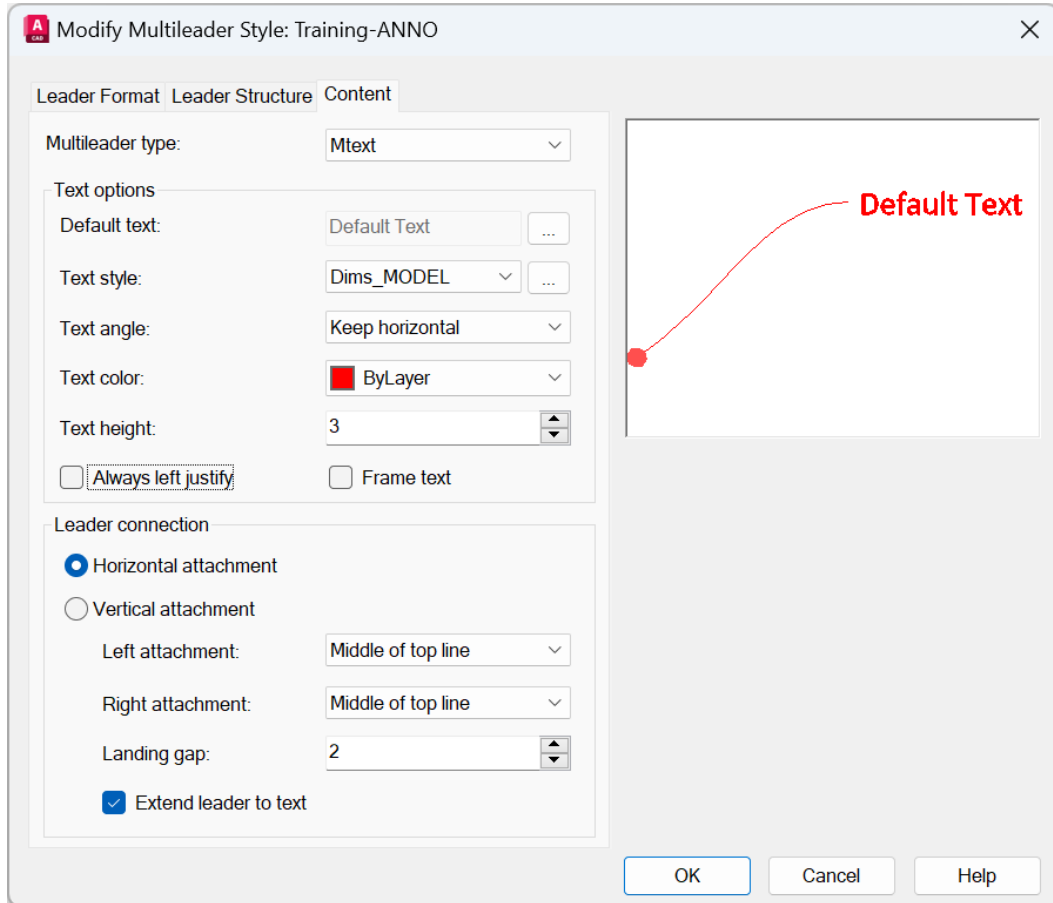 A CAD Modify Multileader Style: Training-ANNO
Leader Format Leader Structure Content
Multileader type: Mtext
Text options
Default text: Default Text ...
Text style: Dims_MODEL ...
Text angle: Keep horizontal
Text color: ByLayer
Text height: 3
Always left justify Frame text
Leader connection
Horizontal attachment
Vertical attachment
Left attachment: Middle of top line
Right attachment: Middle of top line
Landing gap: 2
Extend leader to text
Default Text
OK Cancel Help